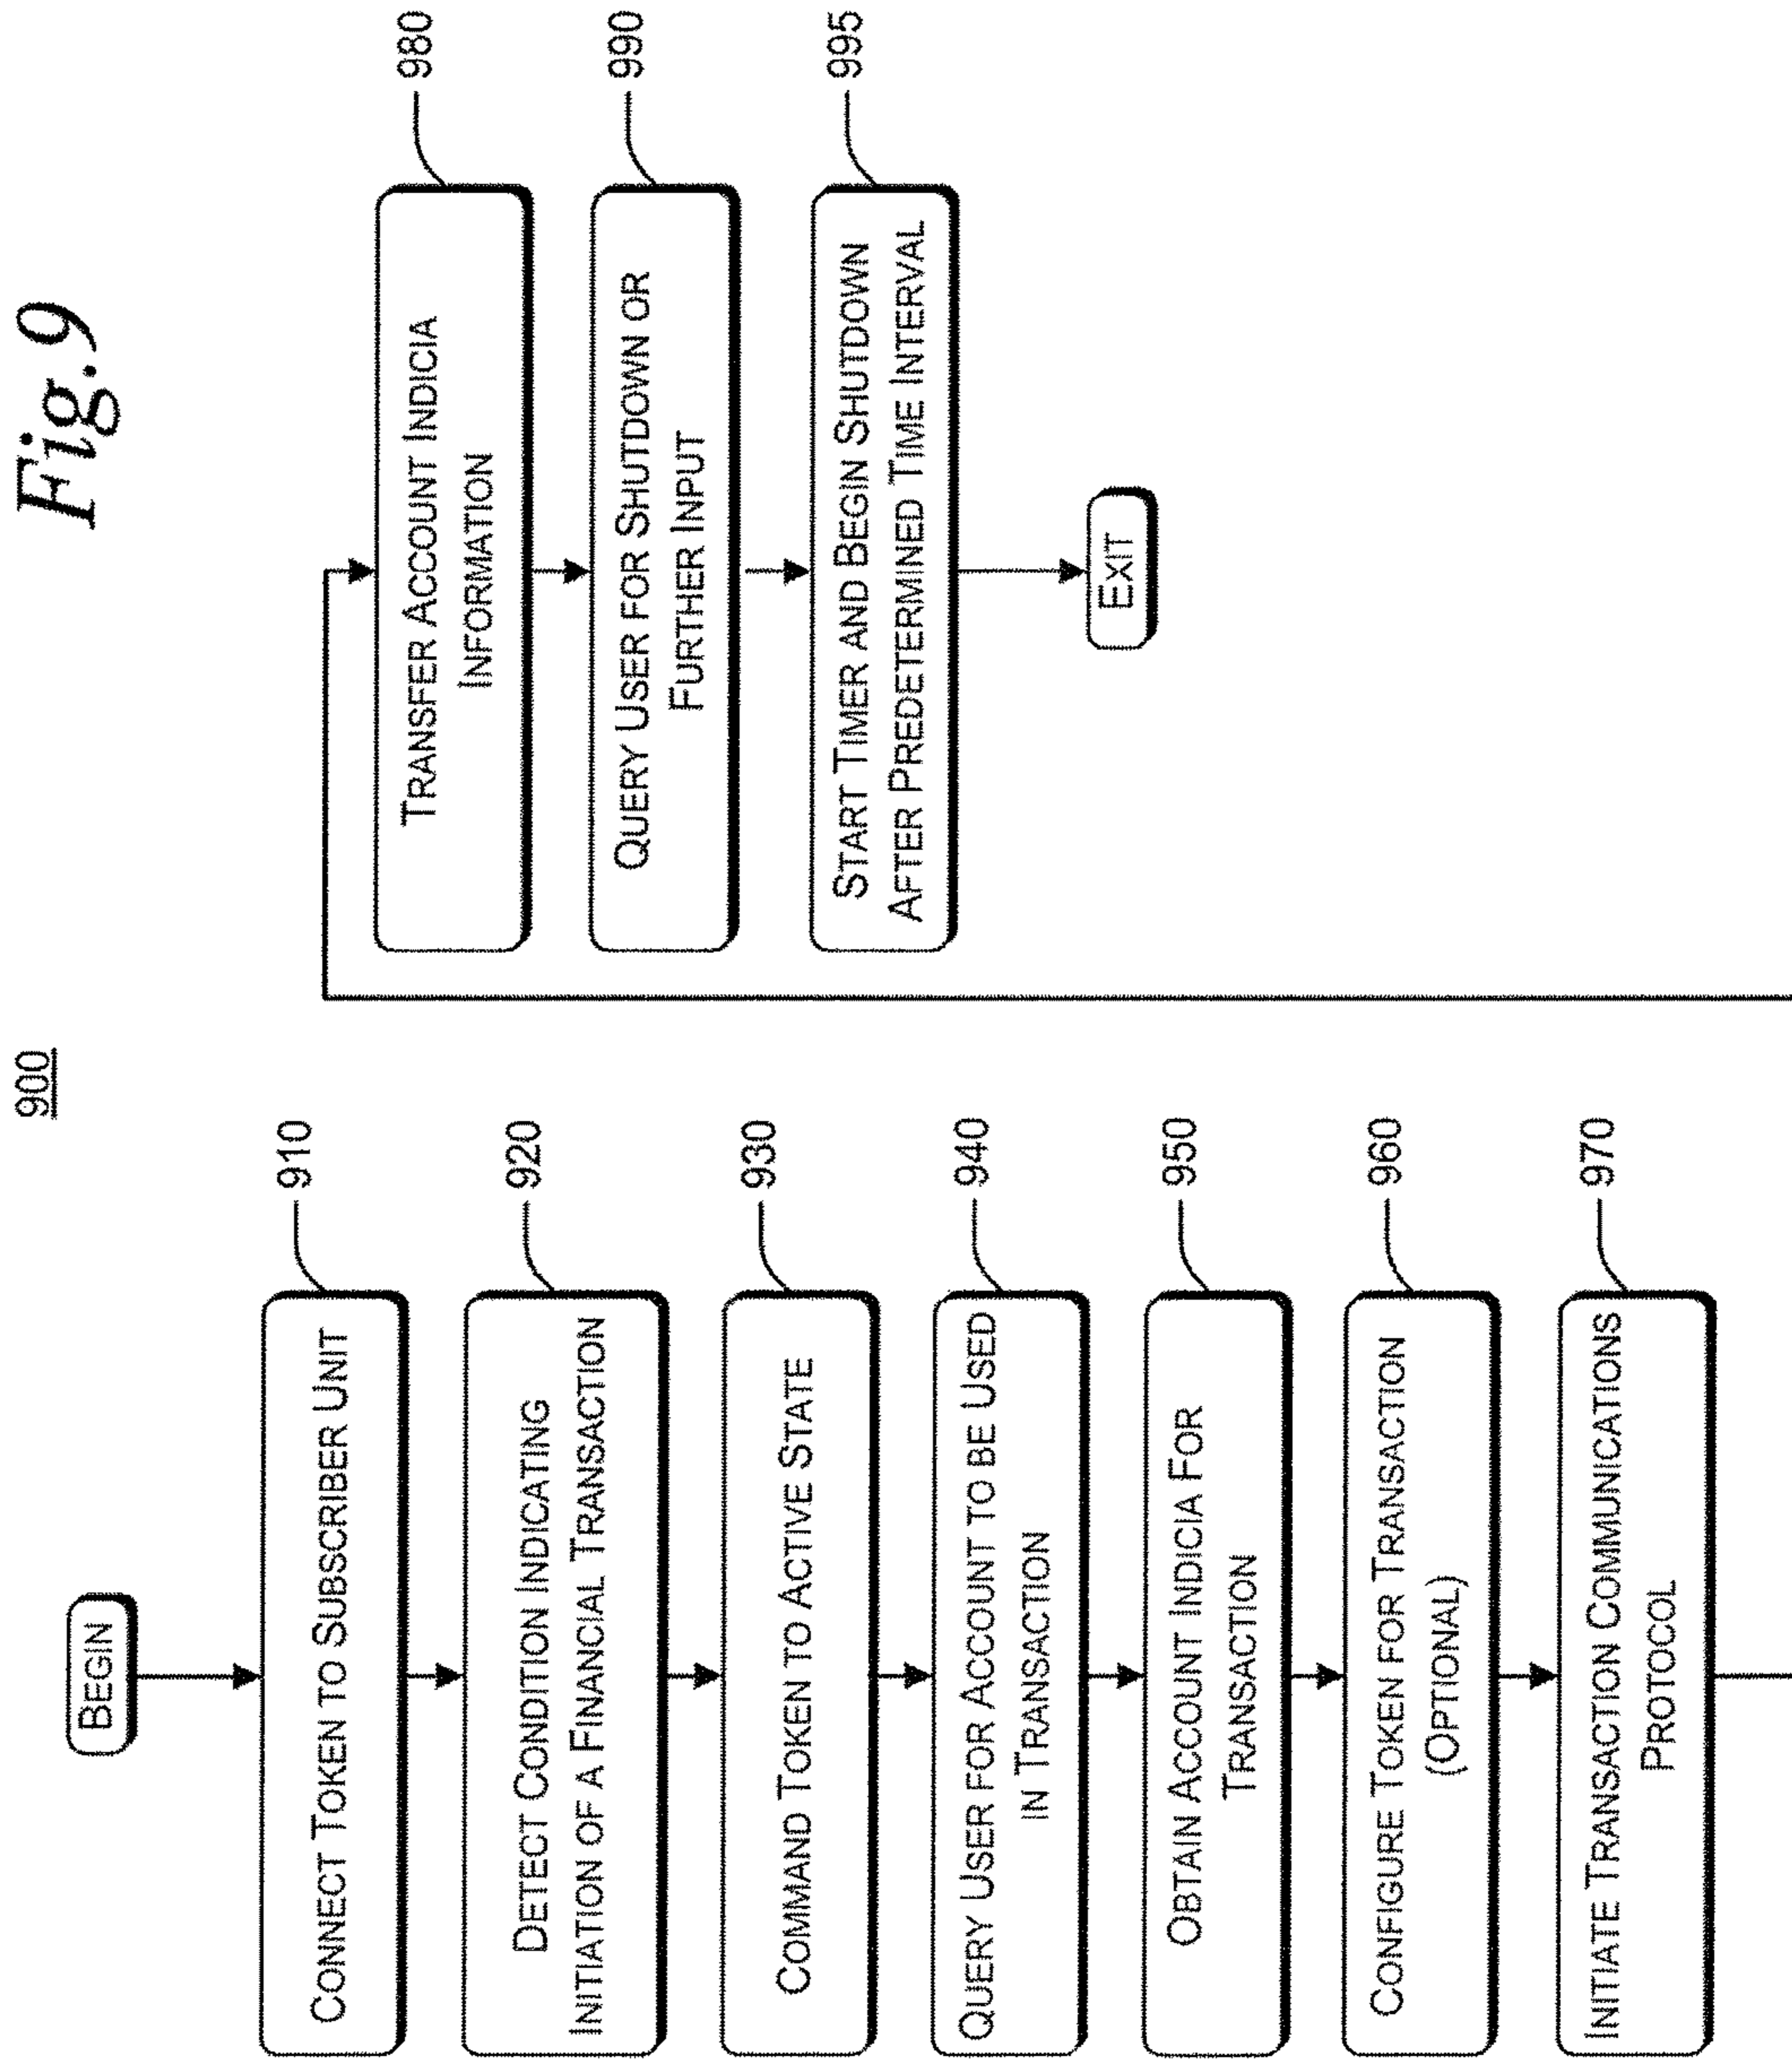 Fig.9
900
BEGIN
CONNECT TOKEN TO SUBSCRIBER UNIT
910
DETECT CONDITION INDICATING
INITIATION OF A FINANCIAL TRANSACTION
920
COMMAND TOKEN TO ACTIVE STATE
930
QUERY USER FOR ACCOUNT TO BE USED
IN TRANSACTION
940
OBTAIN ACCOUNT INDICIA FOR
TRANSACTION
950
CONFIGURE TOKEN FOR TRANSACTION
(OPTIONAL)
960
INITIATE TRANSACTION COMMUNICATIONS
PROTOCOL
970
TRANSFER ACCOUNT INDICIA
INFORMATION
980
QUERY USER FOR SHUTDOWN OR
FURTHER INPUT
990
START TIMER AND BEGIN SHUTDOWN
AFTER PREDETERMINED TIME INTERVAL
995
EXIT